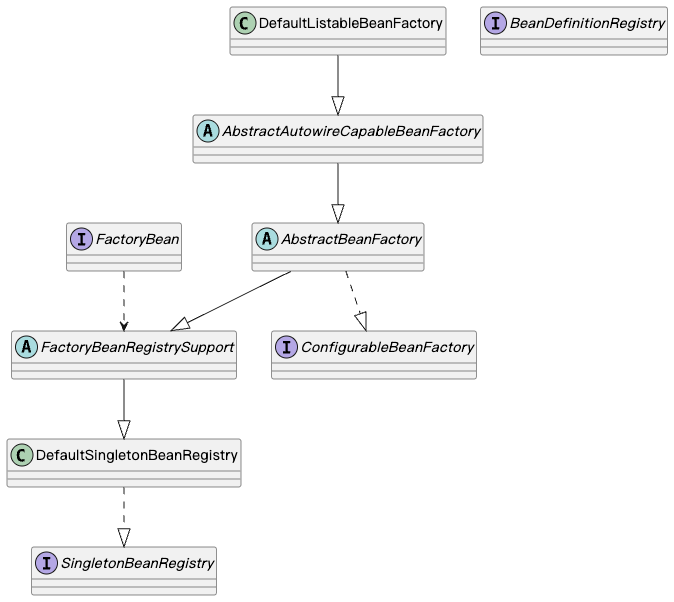 C DefaultListableBeanFactory
I BeanDefinitionRegistry
A AbstractAutowireCapableBeanFactory
I FactoryBean
A AbstractBeanFactory
A FactoryBeanRegistrySupport
I ConfigurableBeanFactory
C DefaultSingletonBeanRegistry
I SingletonBeanRegistry